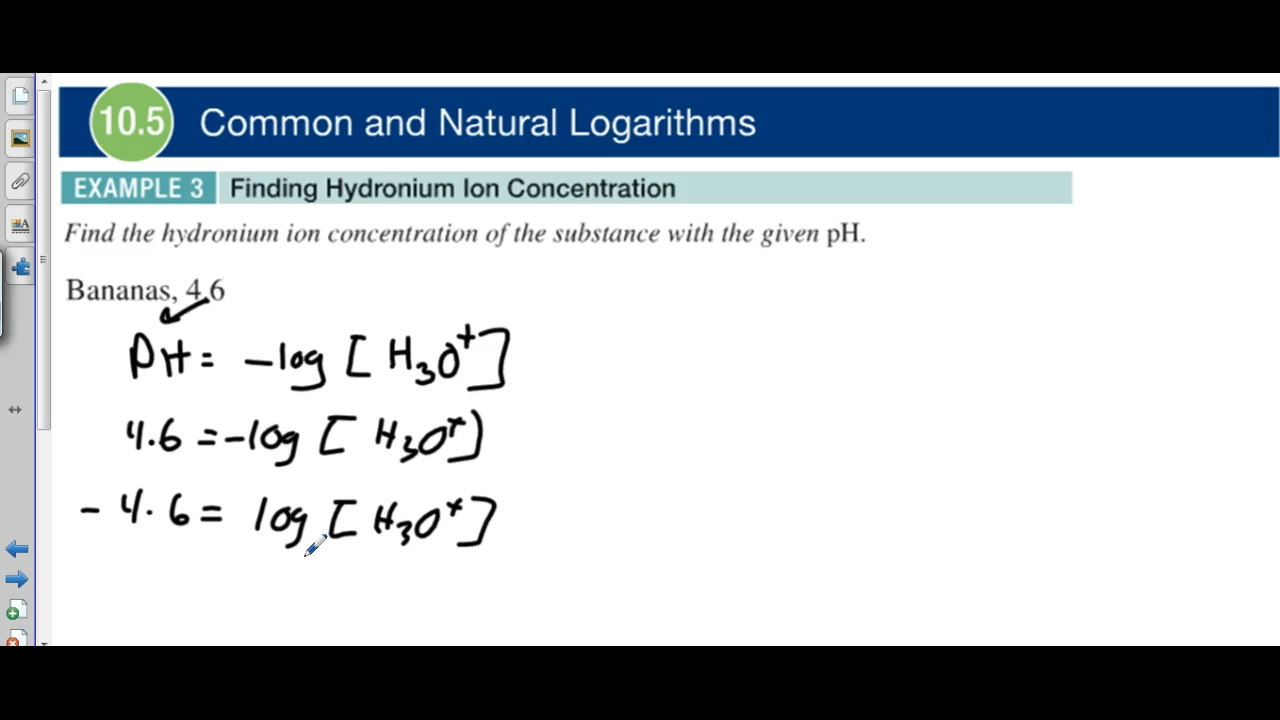 10.5 Common and Natural Logarithms
EXAMPLE 3 Finding Hydronium Ion Concentration
Find the hydronium ion concentration of the substance with the given pH.
Bananas, 4.6
pH = -log [H₃O⁺]
4.6 = -log [H₃O⁺]
- 4.6 = log [H₃O⁺]